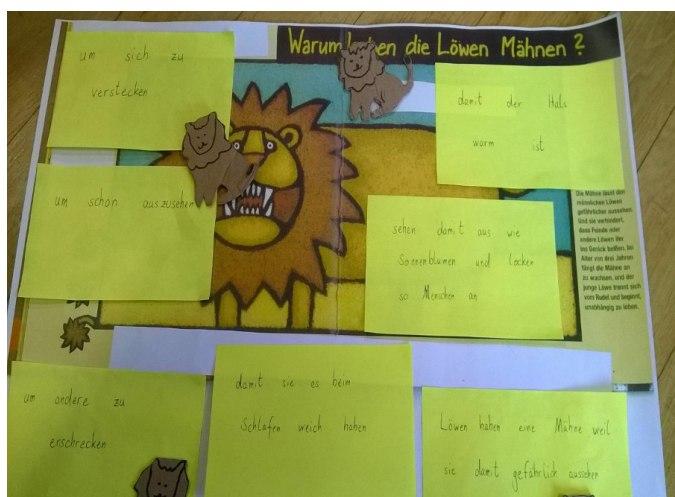 Warum haben die Löwen Mähnen ?
um sich zu
verstecken
damit der Hals
warm ist
um schön auszusehen
sehen damit aus wie
Sonnenblumen und locken
so Menschen an
Die Mähne lässt den
männlichen Löwen
gefährlicher aussehen.
Und sie verhindert,
dass Feinde oder
andere Löwen ihn
ins Genick beißen. Im
Alter von drei Jahren
fängt die Mähne an
zu wachsen, und der
junge Löwe trennt sich
vom Rudel und beginnt,
unabhängig zu leben.
um andere zu
enschrecken
damit sie es beim
Schlafen weich haben
Löwen haben eine Mähne weil
sie damit gefährlich aussehen